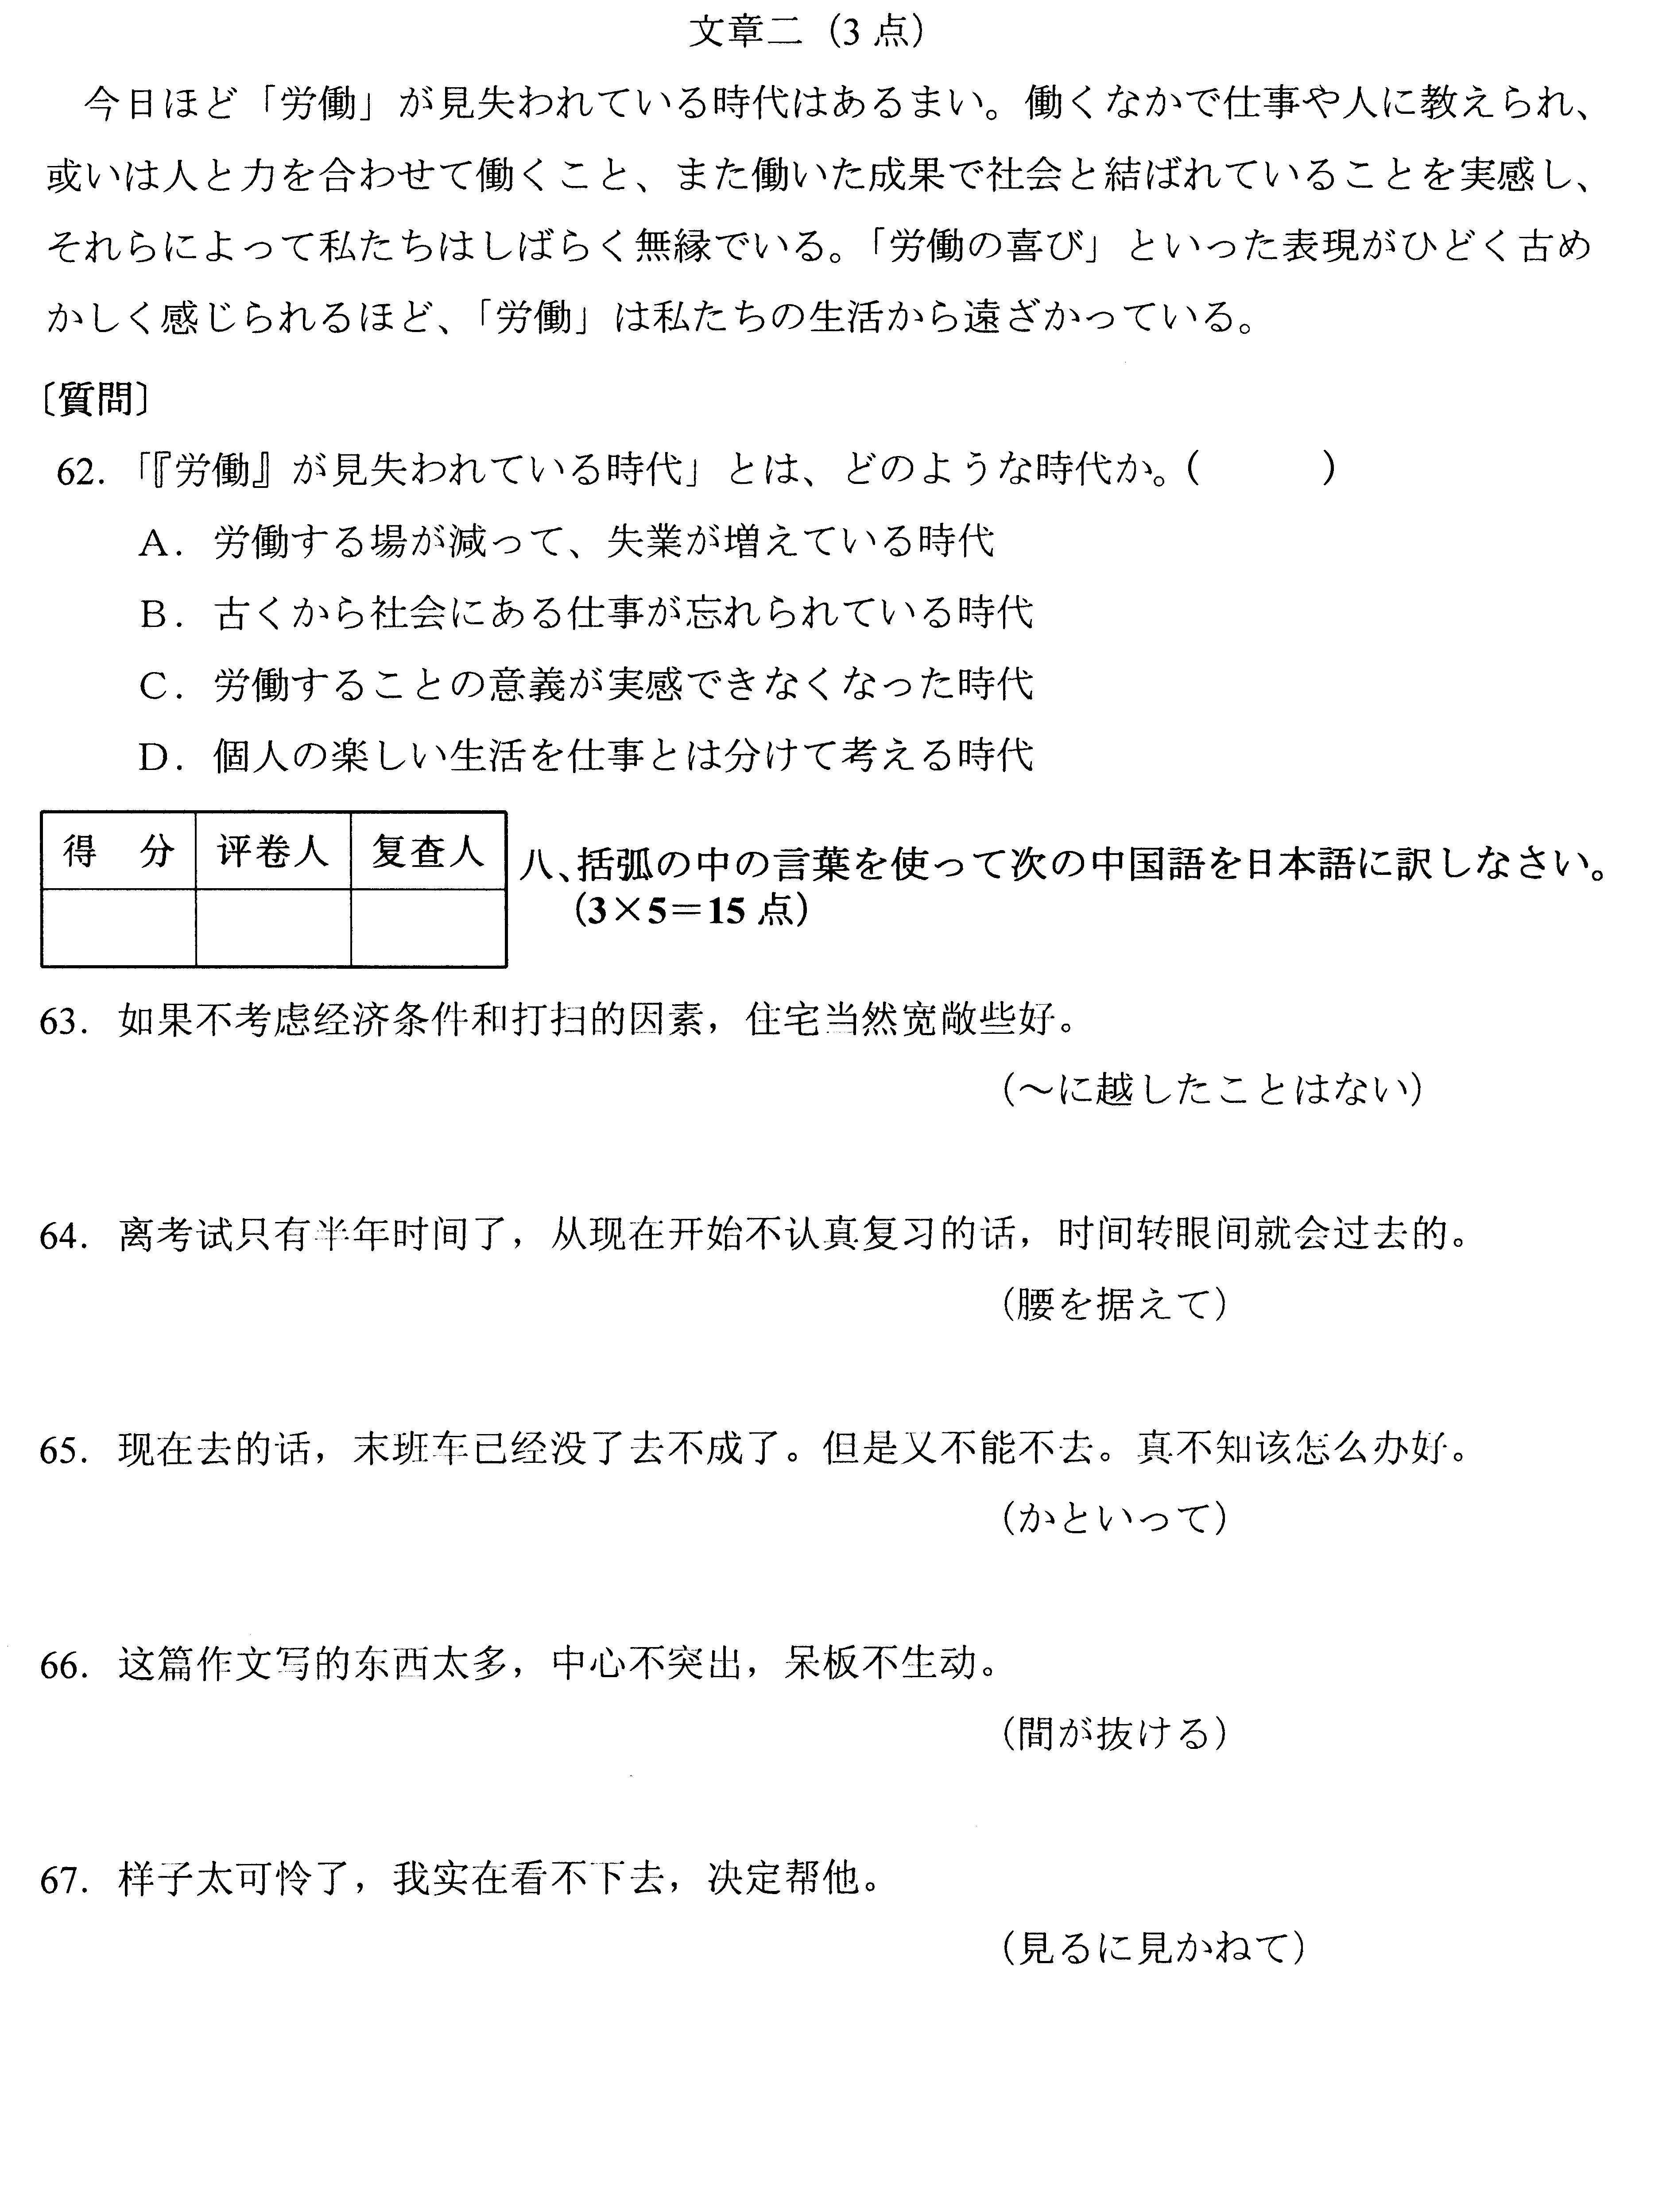 文章二（3 点）
今日ほど「労働」が見失われている時代はあるまい。働くなかで仕事や人に教えられ、
或いは人と力を合わせて働くこと、また働いた成果で社会と結ばれていることを実感し、
それらによって私たちはしばらく無縁でいる。「労働の喜び」といった表現がひどく古め
かしく感じられるほど、「労働」は私たちの生活から遠ざかっている。
〔質問〕
62．「『労働』が見失われている時代」とは、どのような時代か。（　　　）
A．労働する場が減って、失業が増えている時代
B．古くから社会にある仕事が忘れられている時代
C．労働することの意義が実感できなくなった時代
D．個人の楽しい生活を仕事とは分けて考える時代
得　分　评卷人　复查人
八、括弧の中の言葉を使って次の中国語を日本語に訳しなさい。
（3×5＝15 点）
63．如果不考虑经济条件和打扫的因素，住宅当然宽敞些好。
（～に越したことはない）
64．离考试只有半年时间了，从现在开始不认真复习的话，时间转眼间就会过去的。
（腰を据えて）
65．现在去的话，末班车已经没了去不成了。但是又不能不去。真不知该怎么办好。
（かといって）
66．这篇作文写的东西太多，中心不突出，呆板不生动。
（間が抜ける）
67．样子太可怜了，我实在看不下去，决定帮他。
（見るに見かねて）